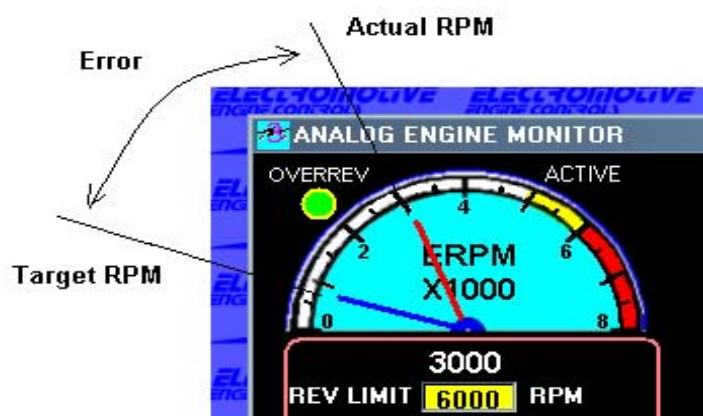 Actual RPM
Error
ELECTROMOTIVE ELECTROMOTIVE
ENGINE CONTROLS ENGINE CONTROLS
ANALOG ENGINE MONITOR
OVERREV ACTIVE
Target RPM
0 2 4 6 8
ERPM
X1000
3000
REV LIMIT 6000 RPM